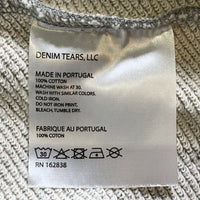 DENIM TEARS, LLC
MADE IN PORTUGAL
100% COTTON
MACHINE WASH AT 30.
WASH WITH SIMILAR COLORS.
COLD IRON.
DO NOT IRON PRINT.
BLEACH, TUMBLE DRY.
FABRIQUE AU PORTUGAL
100% COTON
30
RN 162838